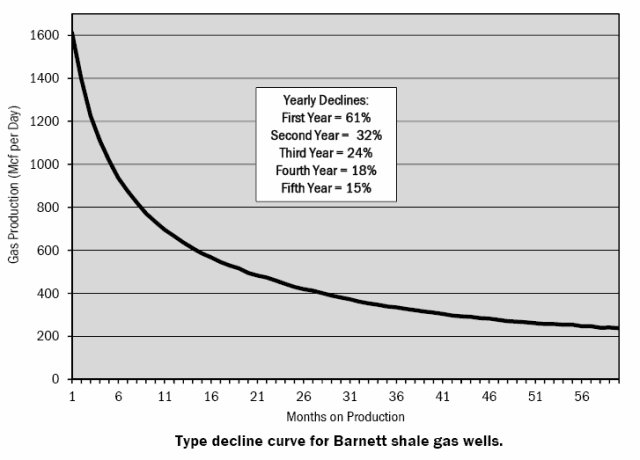 1600
1400
1200
1000
800
600
400
200
0
Gas Production (Mcf per Day)
Yearly Declines:
First Year = 61%
Second Year = 32%
Third Year = 24%
Fourth Year = 18%
Fifth Year = 15%
1 6 11 16 21 26 31 36 41 46 51 56
Months on Production
Type decline curve for Barnett shale gas wells.